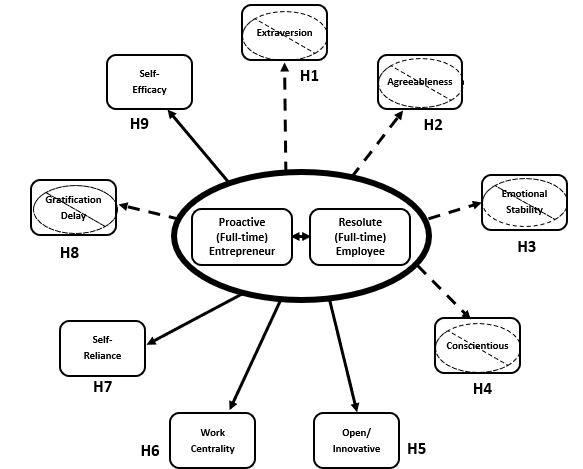 Extraversion
H1
Self-
Efficacy
H9
Agreeableness
H2
Gratification
Delay
H8
Proactive
(Full-time)
Entrepreneur
Resolute
(Full-time)
Employee
Emotional
Stability
H3
Self-
Reliance
H7
Conscientious
H4
Work
Centrality
H6
Open/
Innovative
H5